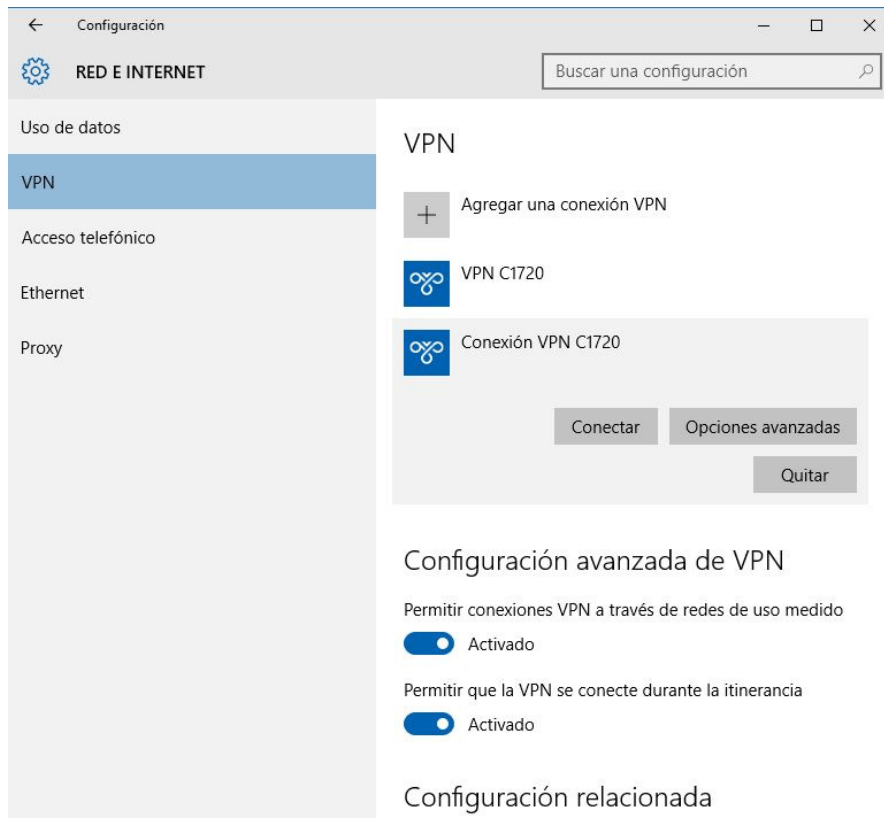 Configuración
RED E INTERNET
Buscar una configuración
Uso de datos
VPN
Acceso telefónico
Ethernet
Proxy
VPN
Agregar una conexión VPN
VPN C1720
Conexión VPN C1720
Conectar
Opciones avanzadas
Quitar
Configuración avanzada de VPN
Permitir conexiones VPN a través de redes de uso medido
Activado
Permitir que la VPN se conecte durante la itinerancia
Activado
Configuración relacionada